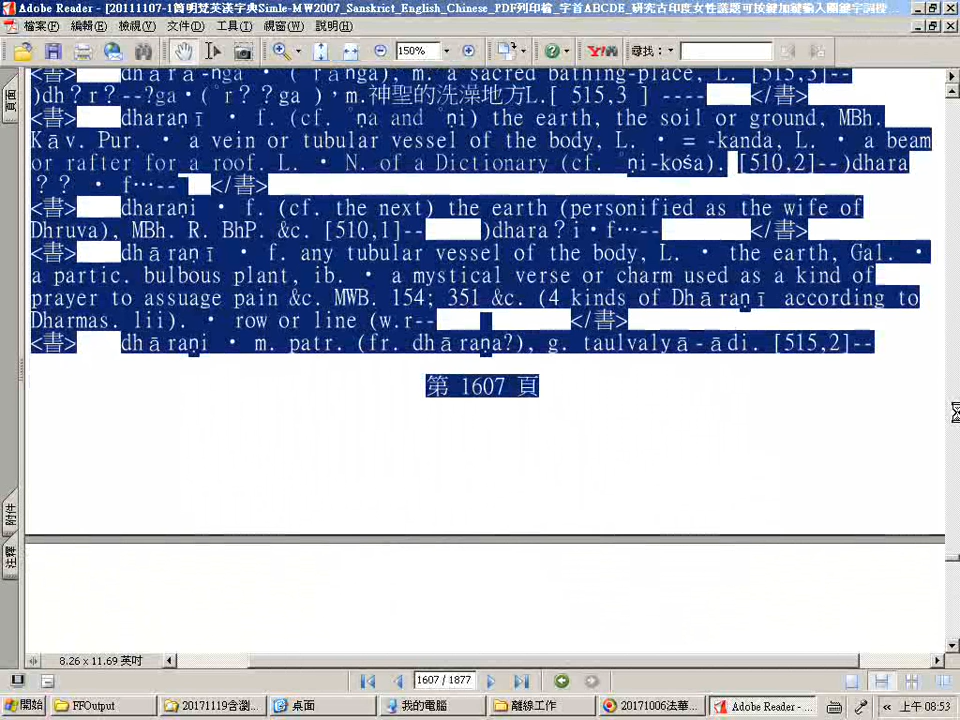 Adobe Reader - [20111107-1簡明梵英漢字典Simle-MW2007_Sanskrict_English_Chinese_PDF列印檔_字首ABCDE_研究古印度女性議題可按鍵加鍵輸入關鍵字詞搜...
檔案(F) 編輯(E) 檢視(V) 文件(D) 工具(T) 視窗(W) 說明(H)
150% Y! 尋找：
頁面
<書> dhārā-ṅga •( ˚rāṅga), m. a sacred bathing-place, L. [515,3]--
)dh？r？--?ga •(˚r？？ga )，m.神聖的洗澡地方L.[ 515,3 ] ---- </書>
<書> dharaṇī • f. (cf. ˚ṇa and ˚ṇi) the earth, the soil or ground, MBh.
Kāv. Pur. • a vein or tubular vessel of the body, L. • = -kanda, L. • a beam
or rafter for a roof. L. • N. of a Dictionary (cf. ˚ṇi-kośa). [510,2]--)dhara
？？ • f…-- </書>
<書> dharaṇi • f. (cf. the next) the earth (personified as the wife of
Dhruva), MBh. R. BhP. &c. [510,1]-- )dhara？i•f…-- </書>
<書> dhāraṇī • f. any tubular vessel of the body, L. • the earth, Gal. •
a partic. bulbous plant, ib. • a mystical verse or charm used as a kind of
prayer to assuage pain &c. MWB. 154; 351 &c. (4 kinds of Dhāraṇī according to
Dharmas. lii). • row or line (w.r-- </書>
<書> dhāraṇi • m. patr. (fr. dhāraṇa?), g. taulvalyā-ādi. [515,2]--
第 1607 頁
附件
注釋
8.26 x 11.69 英吋
1607 / 1877
開始 FFOutput 20171119含瀏... 桌面 我的電腦 離線工作 20171006法華... Adobe Reader - [... « 上午 08:53